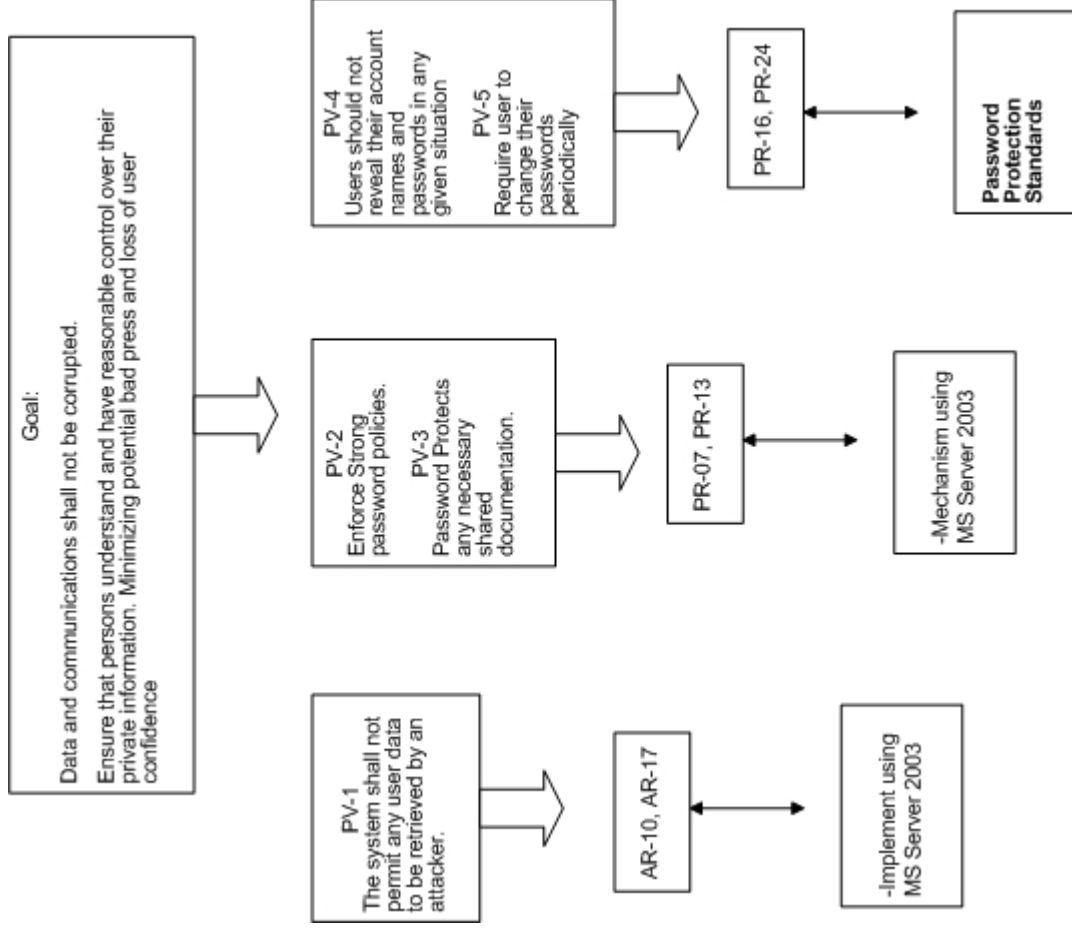 Goal:
Data and communications shall not be corrupted.
Ensure that persons understand and have reasonable control over their
private information. Minimizing potential bad press and loss of user
confidence
PV-1
The system shall not
permit any user data
to be retrieved by an
attacker.
PV-2
Enforce Strong
password policies.
PV-3
Password Protects
any necessary
shared
documentation.
PV-4
Users should not
reveal their account
names and
passwords in any
given situation
PV-5
Require user to
change their
passwords
periodically
AR-10, AR-17
PR-07, PR-13
PR-16, PR-24
-Implement using
MS Server 2003
-Mechanism using
MS Server 2003
Password
Protection
Standards